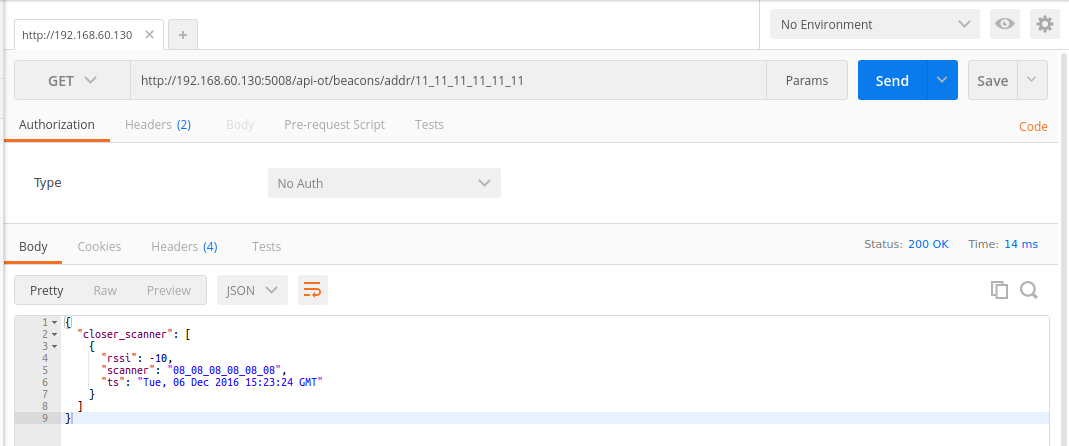 No Environment
http://192.168.60.130
GET http://192.168.60.130:5008/api-ot/beacons/addr/11_11_11_11_11_11 Params Send Save
Authorization Headers (2) Body Pre-request Script Tests Code
Type No Auth
Body Cookies Headers (4) Tests Status: 200 OK Time: 14 ms
Pretty Raw Preview JSON
1 {
2 "closer_scanner": [
3 {
4 "rssi": -10,
5 "scanner": "08_08_08_08_08_08",
6 "ts": "Tue, 06 Dec 2016 15:23:24 GMT"
7 }
8 ]
9 }